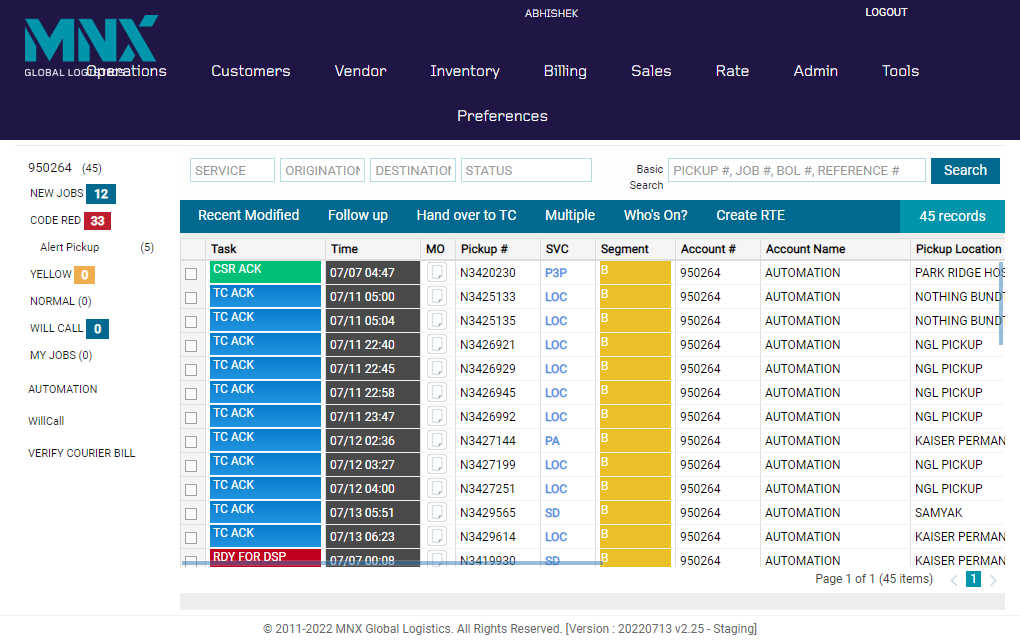 ABHISHEK LOGOUT
MNX
GLOBAL LOGISTICS
Operations Customers Vendor Inventory Billing Sales Rate Admin Tools
Preferences
950264 (45)
NEW JOBS 12
CODE RED 33
Alert Pickup (5)
YELLOW 0
NORMAL (0)
WILL CALL 0
MY JOBS (0)
AUTOMATION
WillCall
VERIFY COURIER BILL
SERVICE ORIGINATION DESTINATION STATUS Basic Search PICKUP #, JOB #, BOL #, REFERENCE # Search
Recent Modified Follow up Hand over to TC Multiple Who's On? Create RTE 45 records
Task Time MO Pickup # SVC Segment Account # Account Name Pickup Location
CSR ACK 07/07 04:47 N3420230 P3P B 950264 AUTOMATION PARK RIDGE HOS
TC ACK 07/11 05:00 N3425133 LOC B 950264 AUTOMATION NOTHING BUNDT
TC ACK 07/11 05:04 N3425135 LOC B 950264 AUTOMATION NOTHING BUNDT
TC ACK 07/11 22:40 N3426921 LOC B 950264 AUTOMATION NGL PICKUP
TC ACK 07/11 22:45 N3426929 LOC B 950264 AUTOMATION NGL PICKUP
TC ACK 07/11 22:58 N3426945 LOC B 950264 AUTOMATION NGL PICKUP
TC ACK 07/11 23:47 N3426992 LOC B 950264 AUTOMATION NGL PICKUP
TC ACK 07/12 02:36 N3427144 PA B 950264 AUTOMATION KAISER PERMAN
TC ACK 07/12 03:27 N3427199 LOC B 950264 AUTOMATION NGL PICKUP
TC ACK 07/12 04:00 N3427251 LOC B 950264 AUTOMATION NGL PICKUP
TC ACK 07/13 05:51 N3429565 SD B 950264 AUTOMATION SAMYAK
TC ACK 07/13 06:23 N3429614 LOC B 950264 AUTOMATION KAISER PERMAN
RDY FOR DSP 07/07 00:08 N3419930 SD B 950264 AUTOMATION KAISER PERMAN
Page 1 of 1 (45 items) 1
© 2011-2022 MNX Global Logistics. All Rights Reserved. [Version : 20220713 v2.25 - Staging]